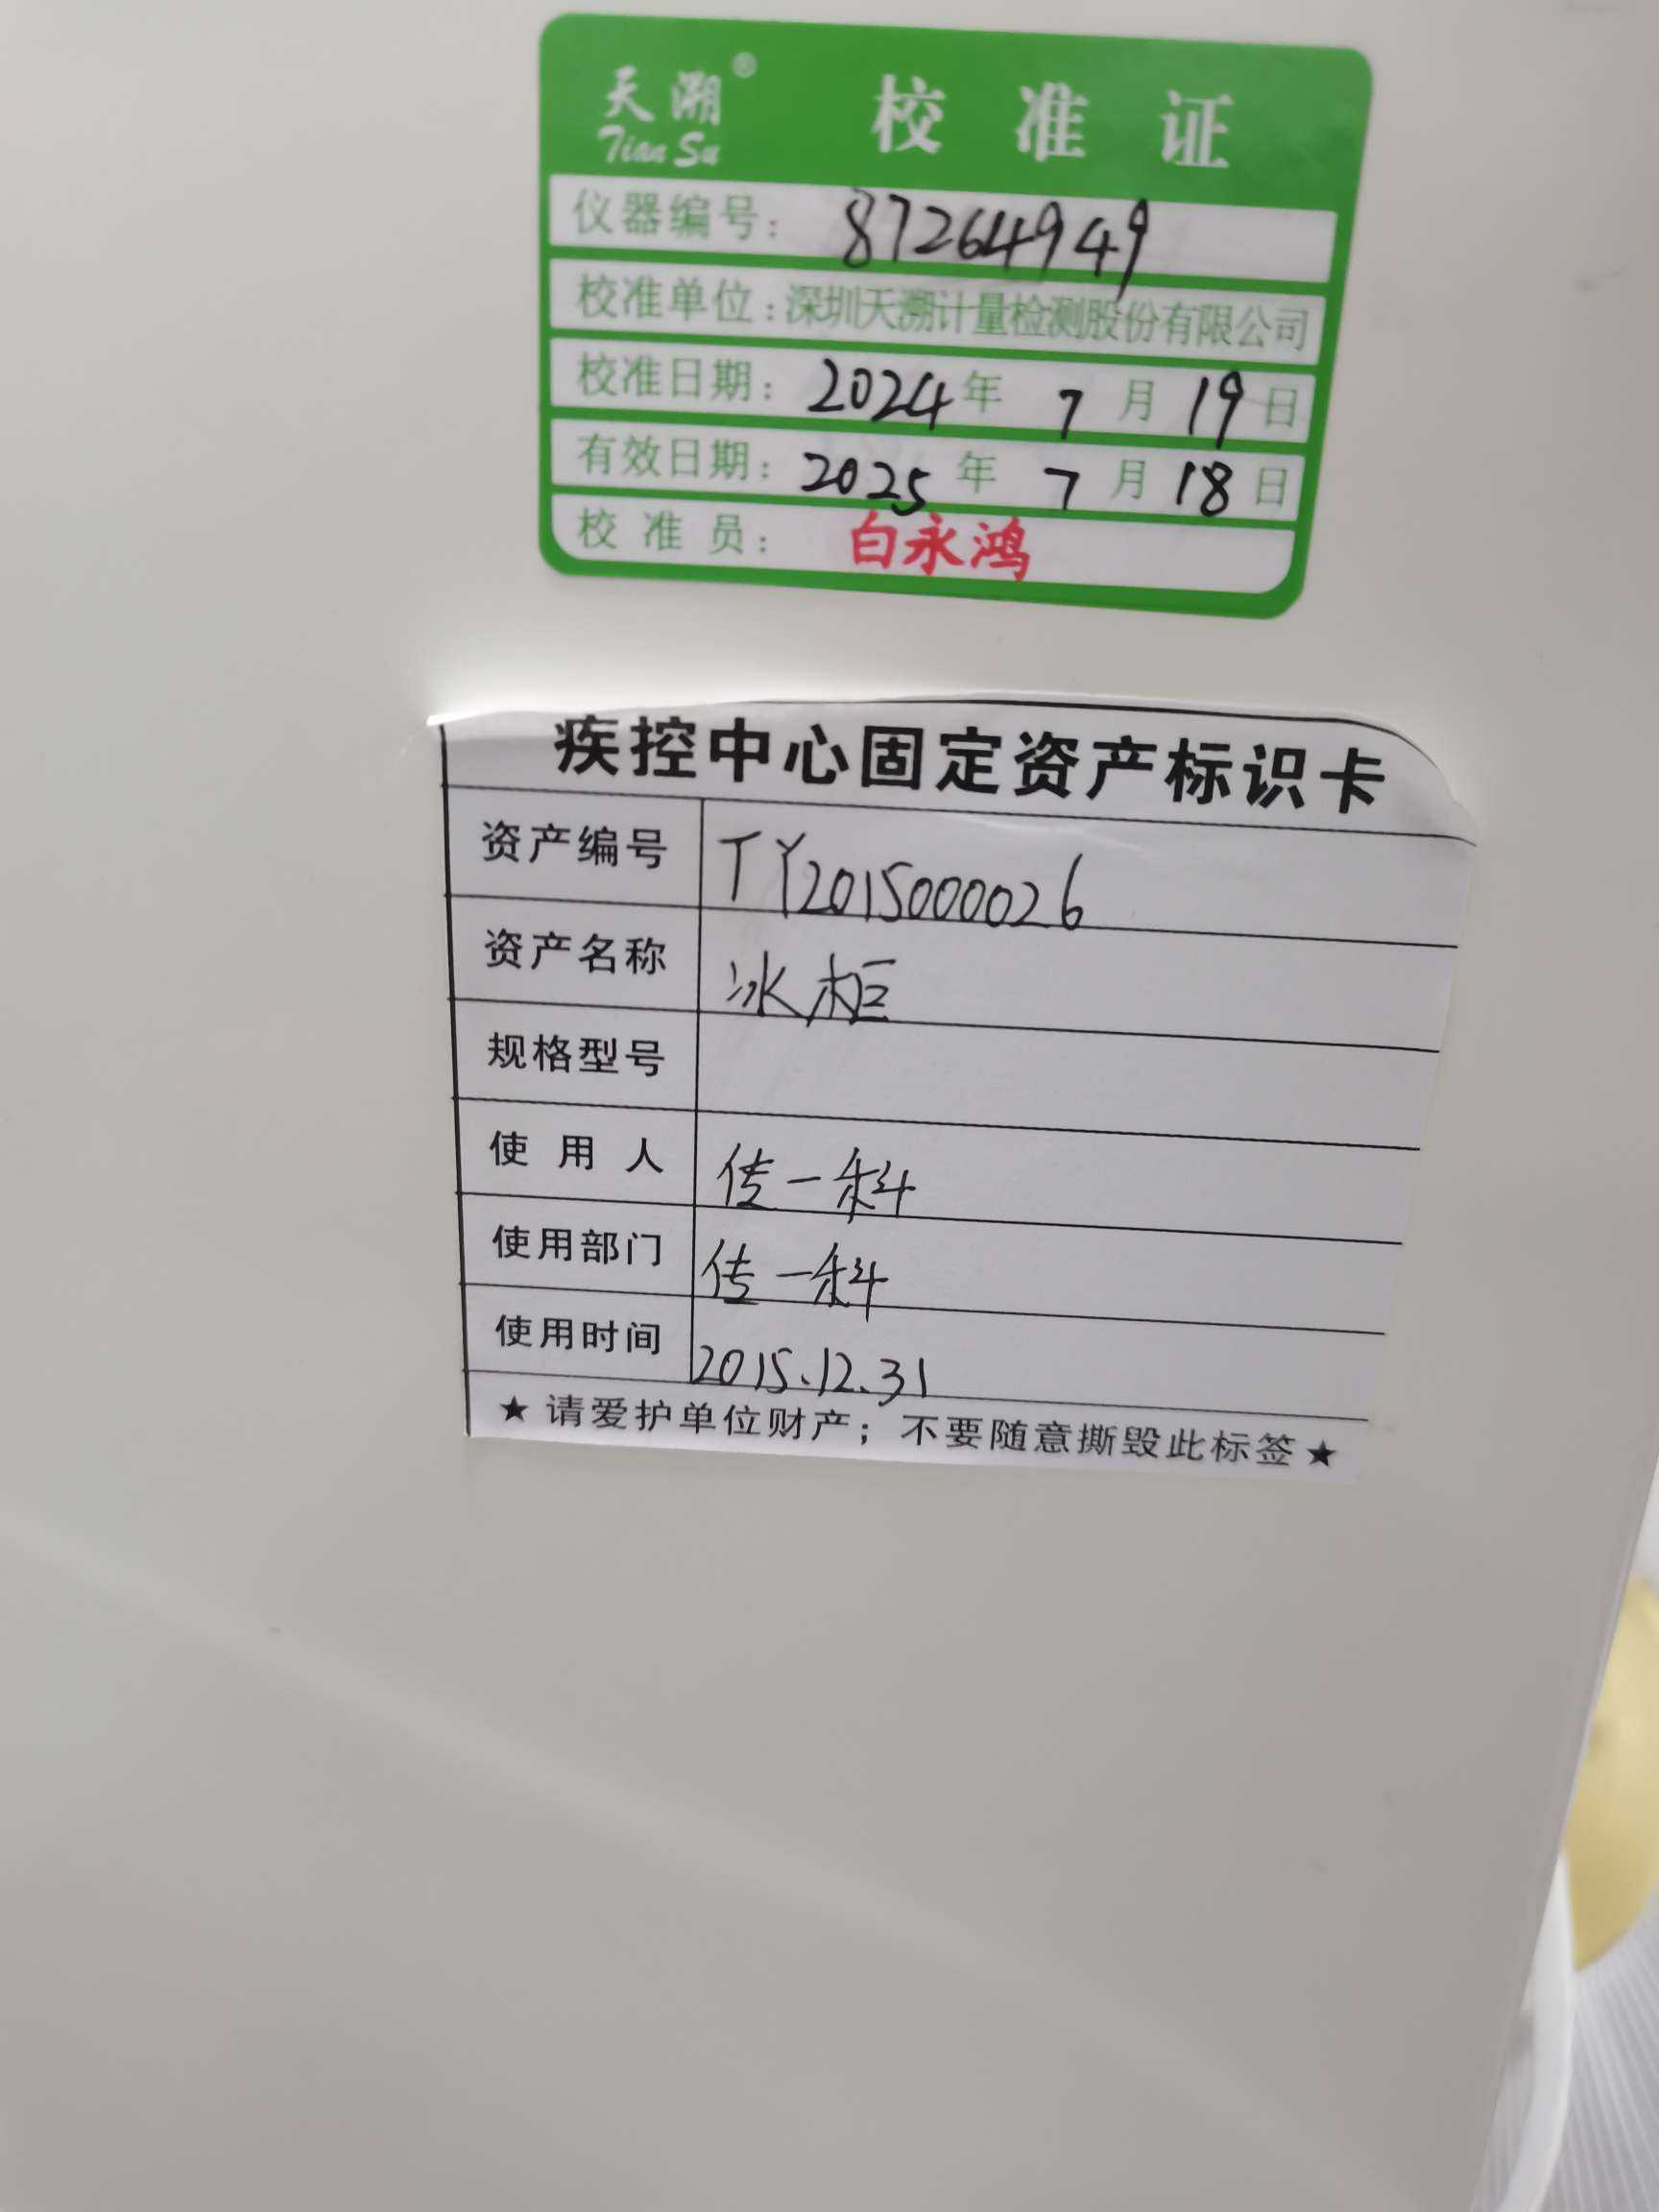 天溯® 校准证
Tian Su
仪器编号: 87264949
校准单位:深圳天溯计量检测股份有限公司
校准日期: 2024年 7月 19日
有效日期: 2025年 7月 18日
校准员: 白永鸿
疾控中心固定资产标识卡
资产编号 TY2015000026
资产名称 冰柜
规格型号
使用人 传一科
使用部门 传一科
使用时间 2015.12.31
★请爱护单位财产;不要随意撕毁此标签★